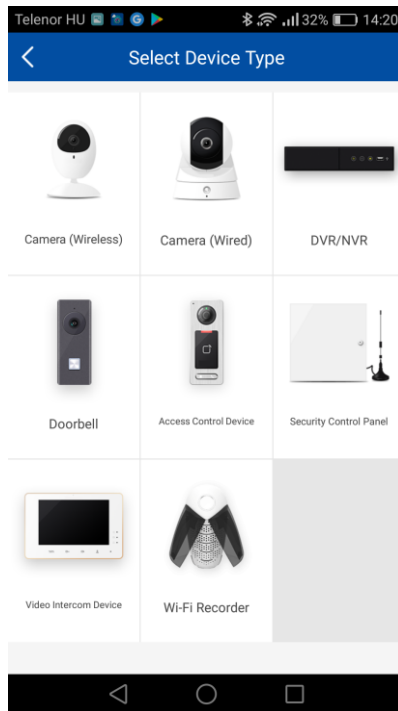 Telenor HU 32% 14:20
Select Device Type
Camera (Wireless)
Camera (Wired)
DVR/NVR
Doorbell
Access Control Device
Security Control Panel
Video Intercom Device
Wi-Fi Recorder